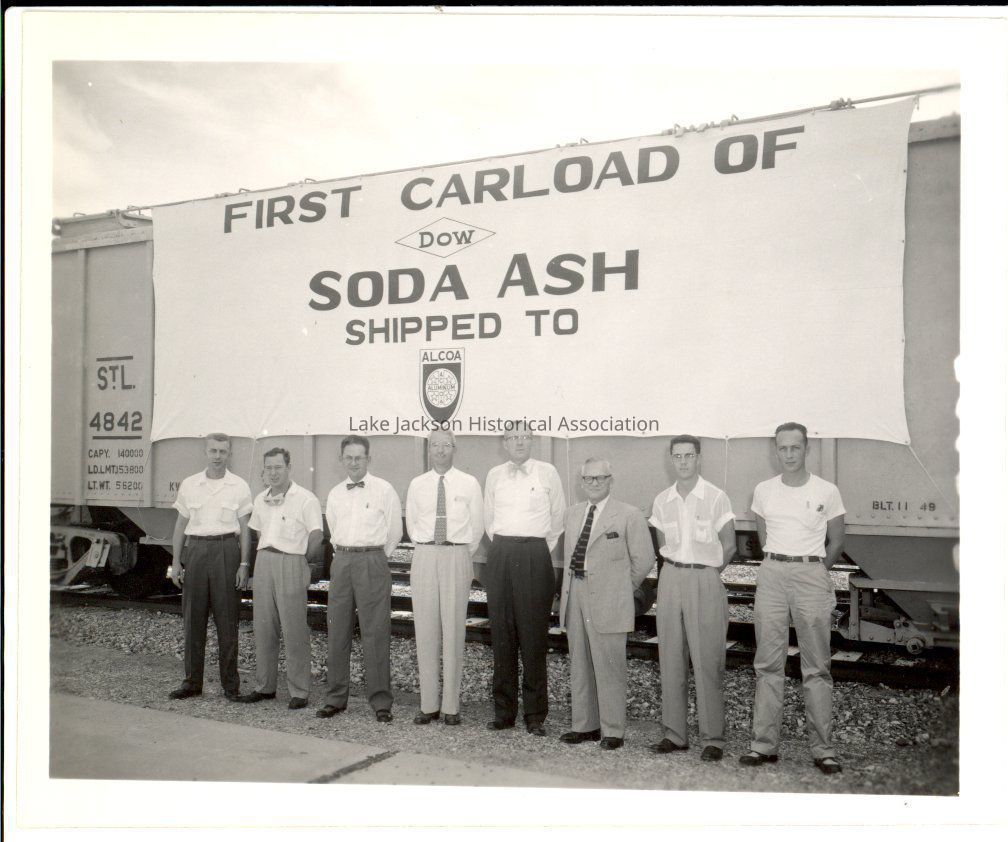 FIRST CARLOAD OF
DOW
SODA ASH
SHIPPED TO
ALCOA
ALUMINUM
Lake Jackson Historical Association
ST.L.
4842
CAPY. 140000
LD.LMT.153800
LT. WT. 56200
BLT. 11 49